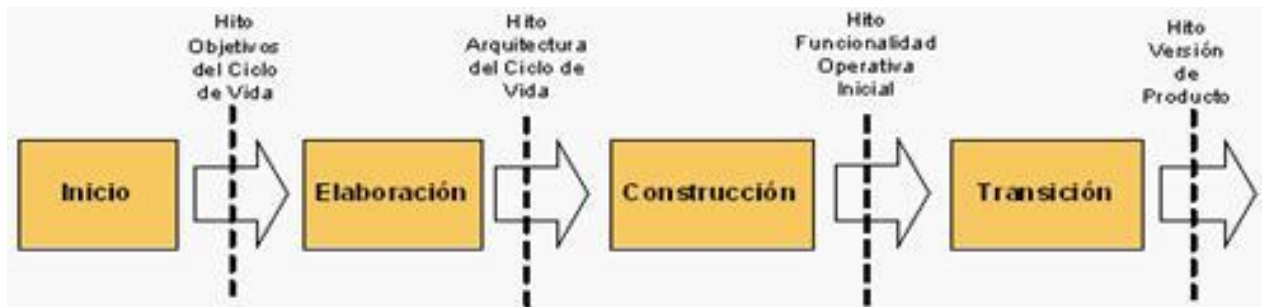 Hito
Objetivos
del Ciclo
de Vida
Hito
Arquitectura
del Ciclo de
Vida
Hito
Funcionalidad
Operativa
Inicial
Hito
Versión
de
Producto
Inicio
Elaboración
Construcción
Transición